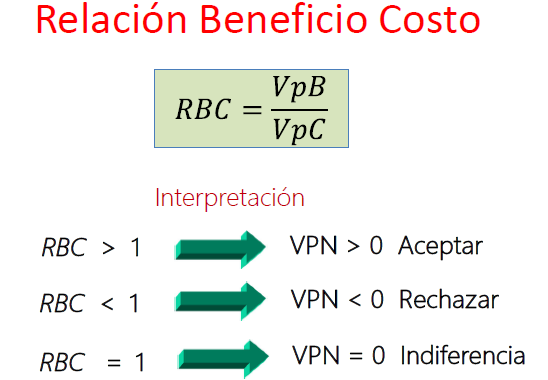 Relación Beneficio Costo
RBC = VpB / VpC
Interpretación
RBC > 1 VPN > 0 Aceptar
RBC < 1 VPN < 0 Rechazar
RBC = 1 VPN = 0 Indiferencia